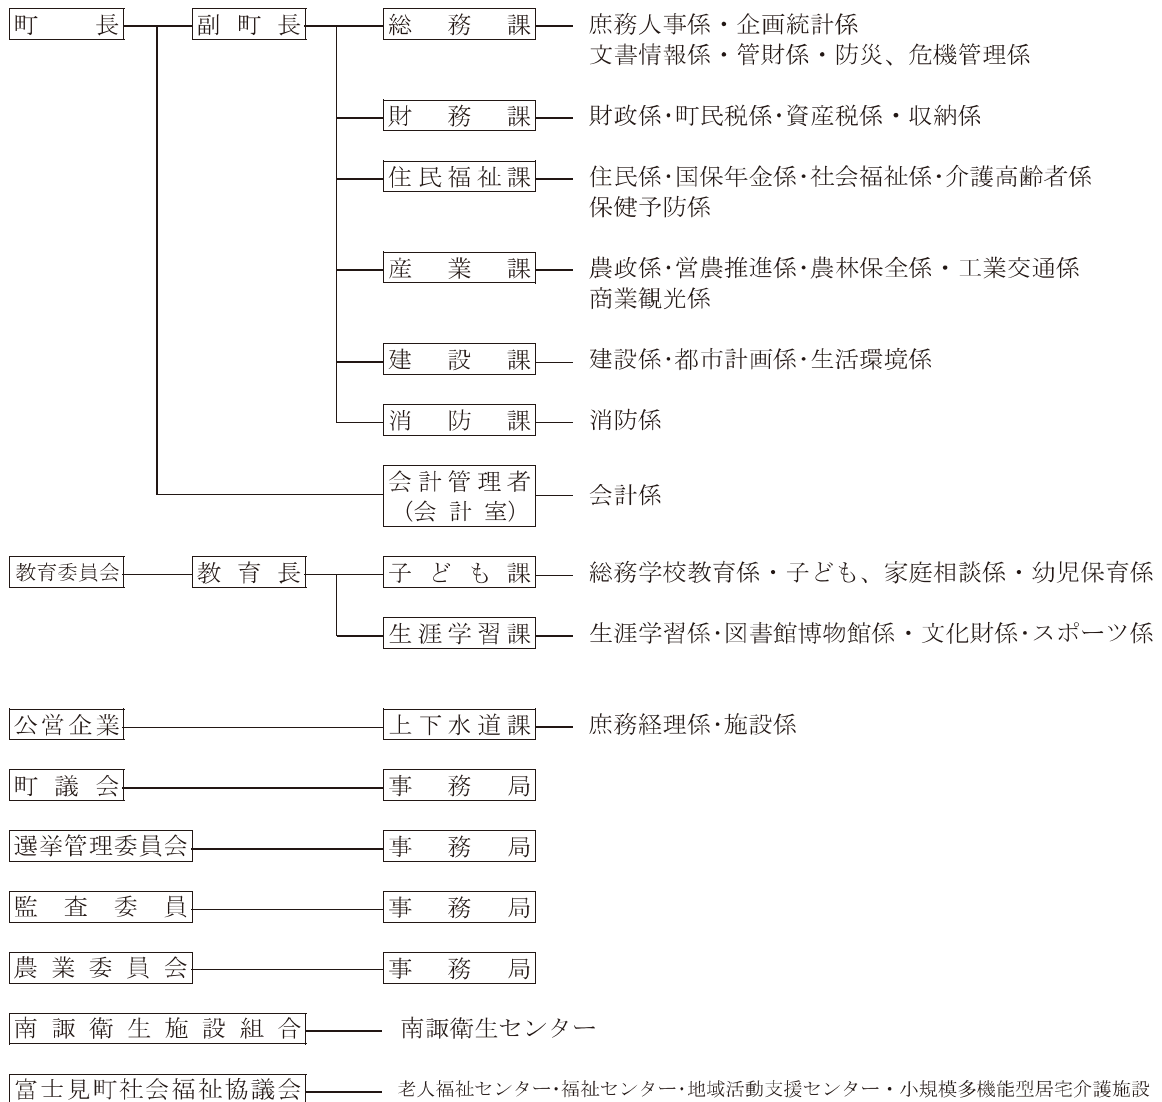 町長 副町長 総務課 庶務人事係・企画統計係
文書情報係・管財係・防災、危機管理係
財務課 財政係・町民税係・資産税係・収納係
住民福祉課 住民係・国保年金係・社会福祉係・介護高齢者係
保健予防係
産業課 農政係・営農推進係・農林保全係・工業交通係
商業観光係
建設課 建設係・都市計画係・生活環境係
消防課 消防係
会計管理者
（会計室） 会計係
教育委員会 教育長 子ども課 総務学校教育係・子ども、家庭相談係・幼児保育係
生涯学習課 生涯学習係・図書館博物館係・文化財係・スポーツ係
公営企業 上下水道課 庶務経理係・施設係
町議会 事務局
選挙管理委員会 事務局
監査委員 事務局
農業委員会 事務局
南諏衛生施設組合 南諏衛生センター
富士見町社会福祉協議会 老人福祉センター・福祉センター・地域活動支援センター・小規模多機能型居宅介護施設